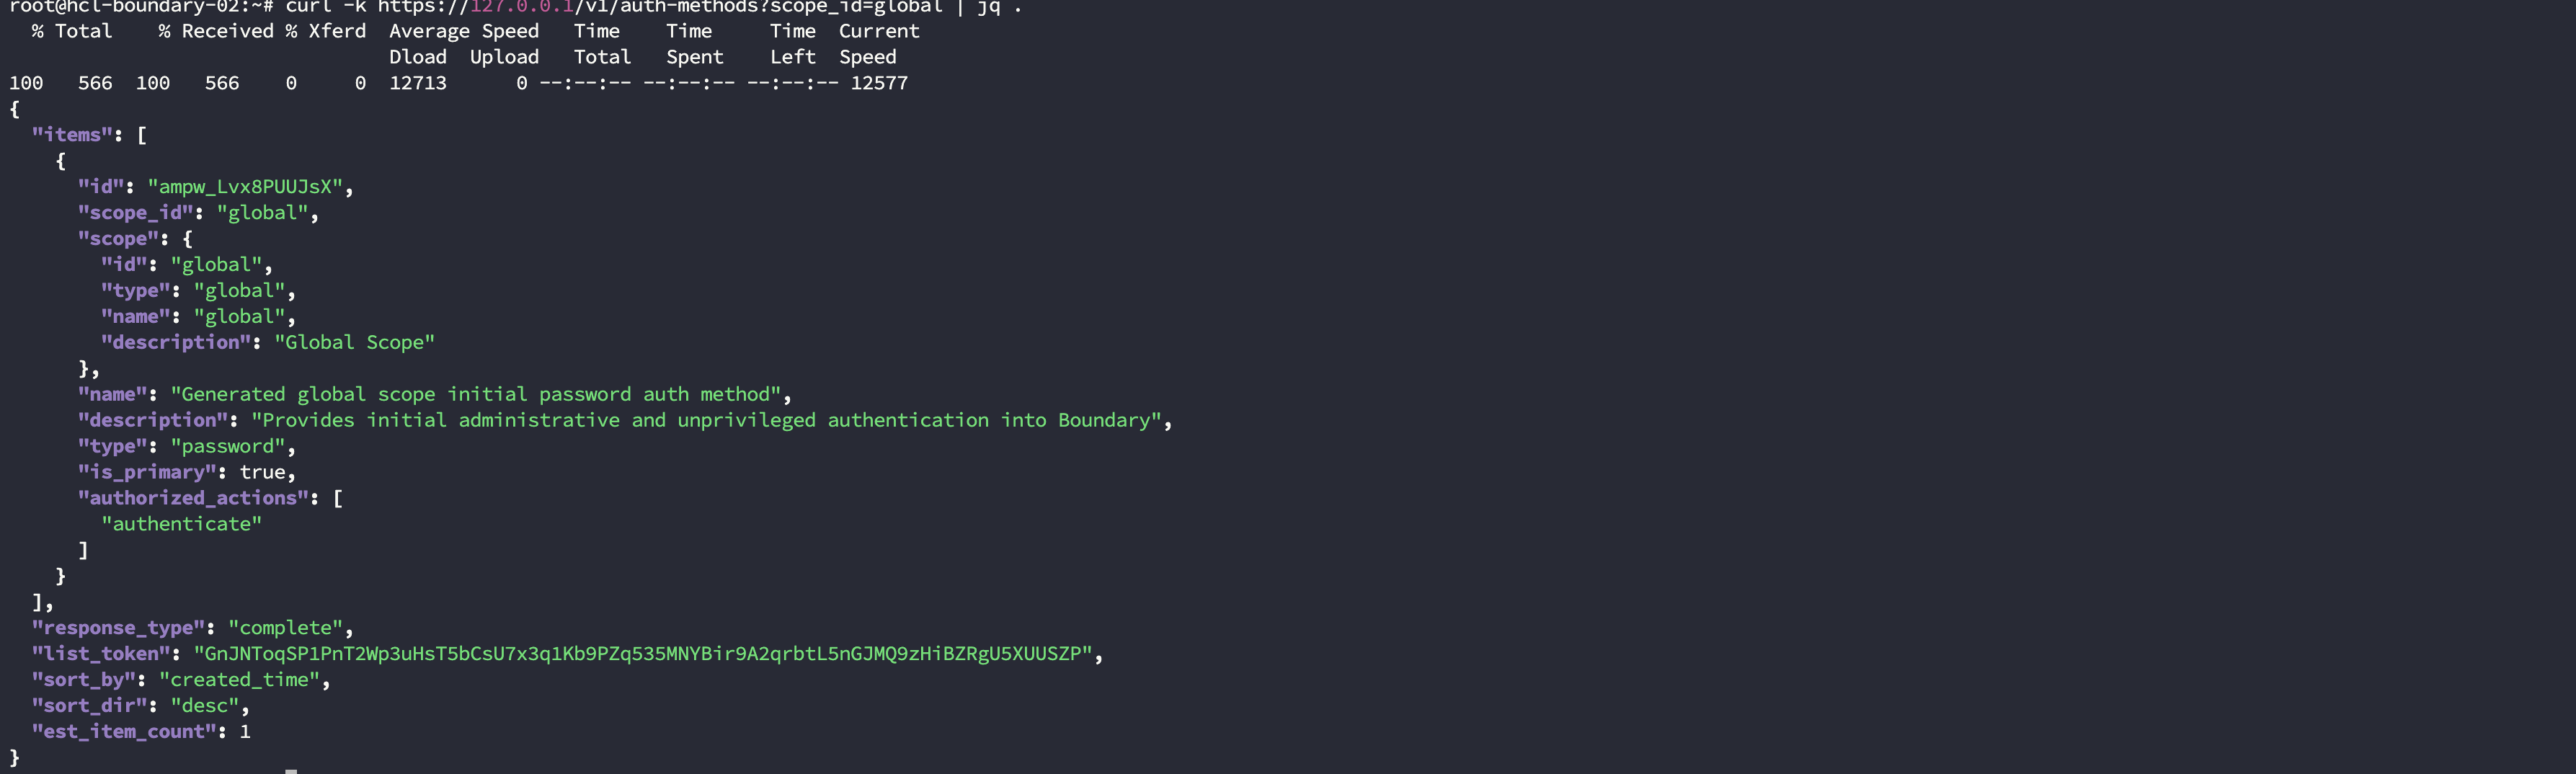 root@hcl-boundary-02:~# curl -k https://127.0.0.1/v1/auth-methods?scope_id=global | jq .
  % Total    % Received % Xferd  Average Speed   Time    Time     Time  Current
                                 Dload  Upload   Total   Spent    Left  Speed
100   566  100   566    0     0  12713      0 --:--:-- --:--:-- --:--:-- 12577
{
  "items": [
    {
      "id": "ampw_Lvx8PUUJsX",
      "scope_id": "global",
      "scope": {
        "id": "global",
        "type": "global",
        "name": "global",
        "description": "Global Scope"
      },
      "name": "Generated global scope initial password auth method",
      "description": "Provides initial administrative and unprivileged authentication into Boundary",
      "type": "password",
      "is_primary": true,
      "authorized_actions": [
        "authenticate"
      ]
    }
  ],
  "response_type": "complete",
  "list_token": "GnJNToqSP1PnT2Wp3uHsT5bCsU7x3q1Kb9PZq535MNYBir9A2qrbtL5nGJMQ9zHiBZRgU5XUUSZP",
  "sort_by": "created_time",
  "sort_dir": "desc",
  "est_item_count": 1
}